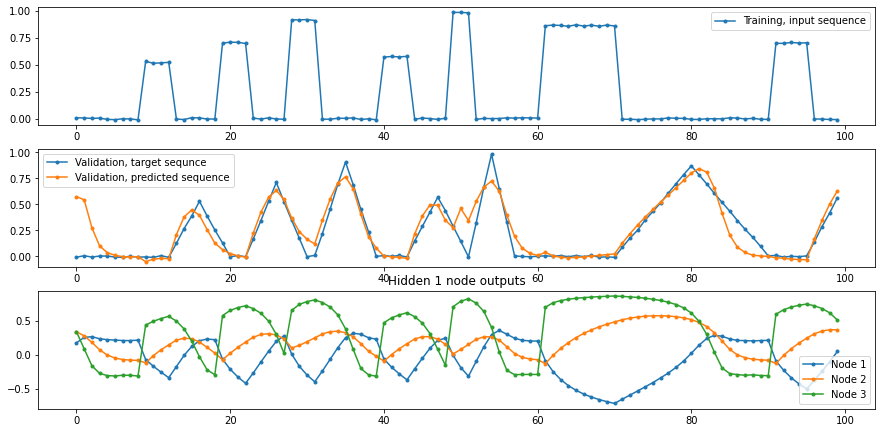 1.00
0.75
0.50
0.25
0.00
Training, input sequence
0 20 40 60 80 100
1.00
0.75
0.50
0.25
0.00
Validation, target sequnce
Validation, predicted sequence
0 20 40 60 80 100
Hidden 1 node outputs
0.5
0.0
−0.5
Node 1
Node 2
Node 3
0 20 40 60 80 100